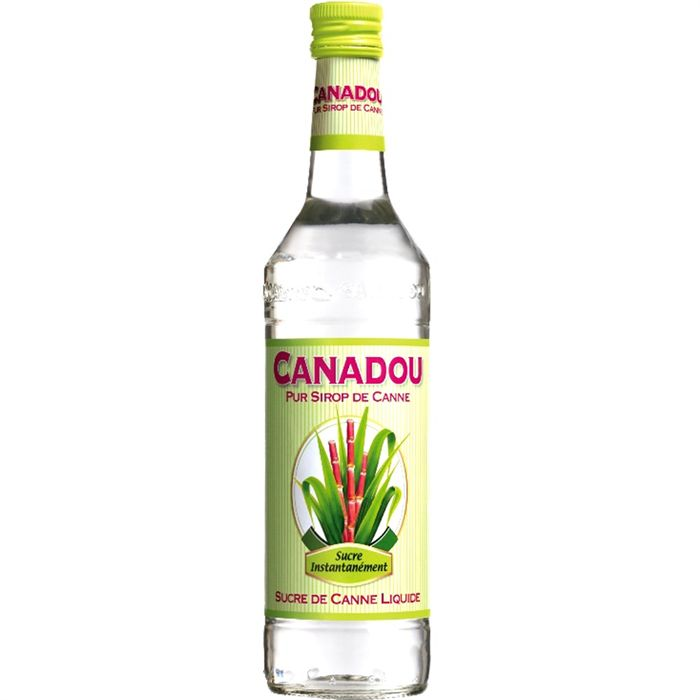 CANADOU
PUR SIROP DE CANNE
CANADOU
PUR SIROP DE CANNE
Sucre
Instantanément
SUCRE DE CANNE LIQUIDE